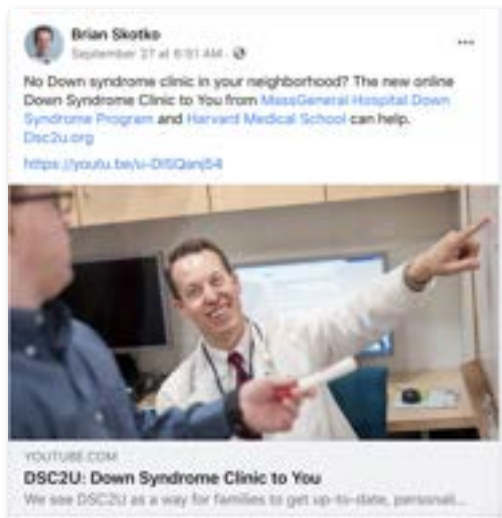 Brian Skotko
September 27 at 6:51 AM ·
No Down syndrome clinic in your neighborhood? The new online
Down Syndrome Clinic to You from MassGeneral Hospital Down
Syndrome Program and Harvard Medical School can help.
Dsc2u.org
YOUTUBE.COM
DSC2U: Down Syndrome Clinic to You
We see DSC2U as a way for families to get up-to-date, personali...